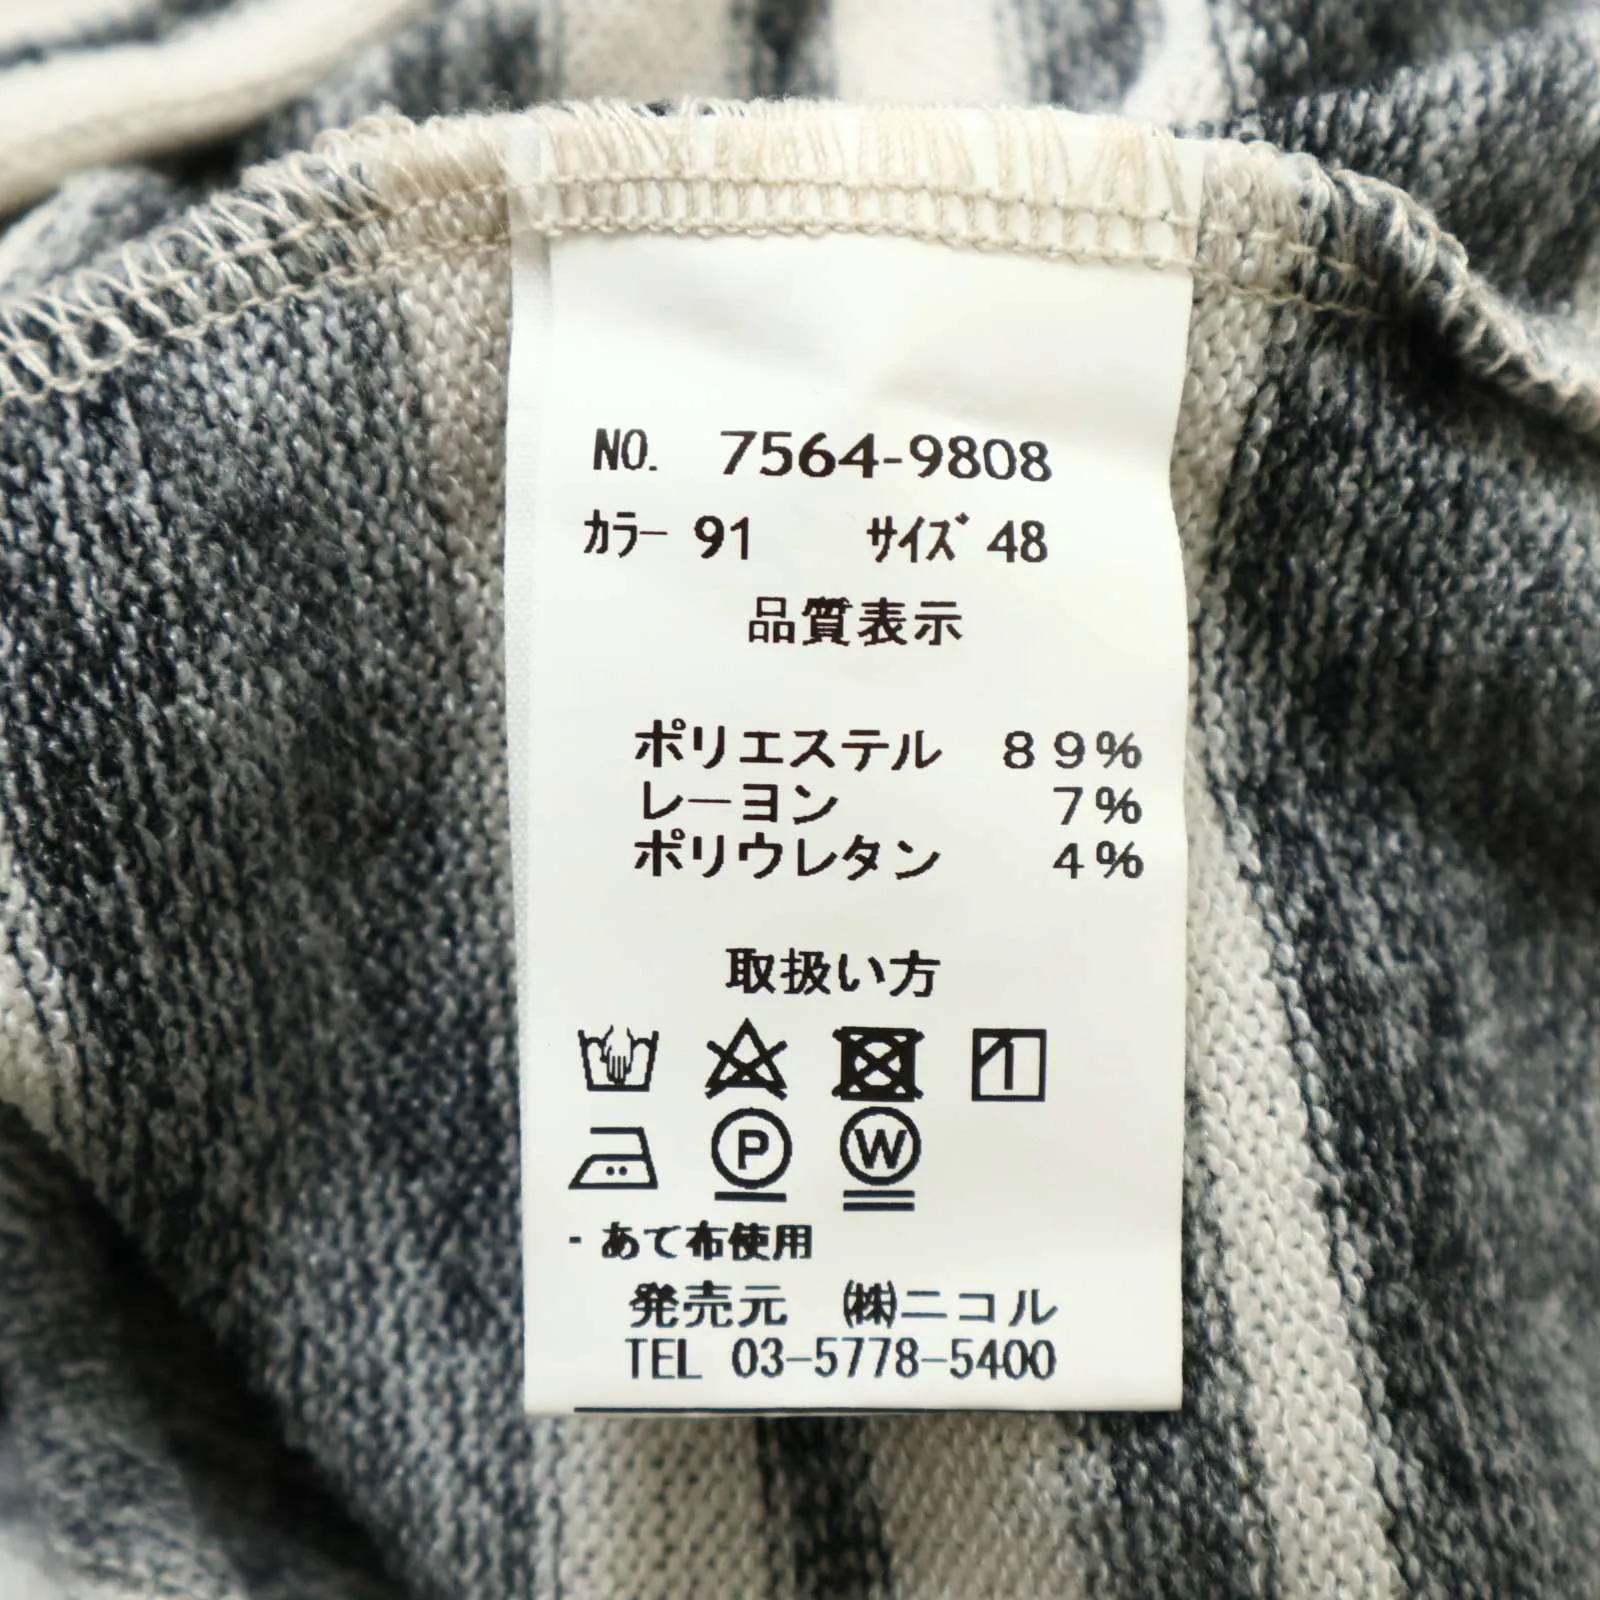 NO. 7564-9808
カラー 91 サイズ 48
品質表示
ポリエステル 89%
レーヨン 7%
ポリウレタン 4%
取扱い方
P W
- あて布使用
発売元 ㈱ニコル
TEL 03-5778-5400